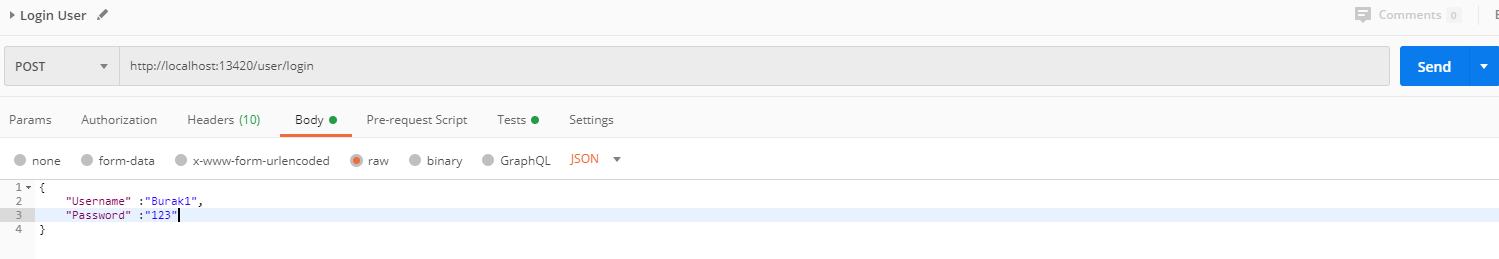 Login User
Comments 0
POST http://localhost:13420/user/login Send
Params Authorization Headers (10) Body Pre-request Script Tests Settings
none form-data x-www-form-urlencoded raw binary GraphQL JSON
1 {
2 "Username" :"Burak1",
3 "Password" :"123"
4 }